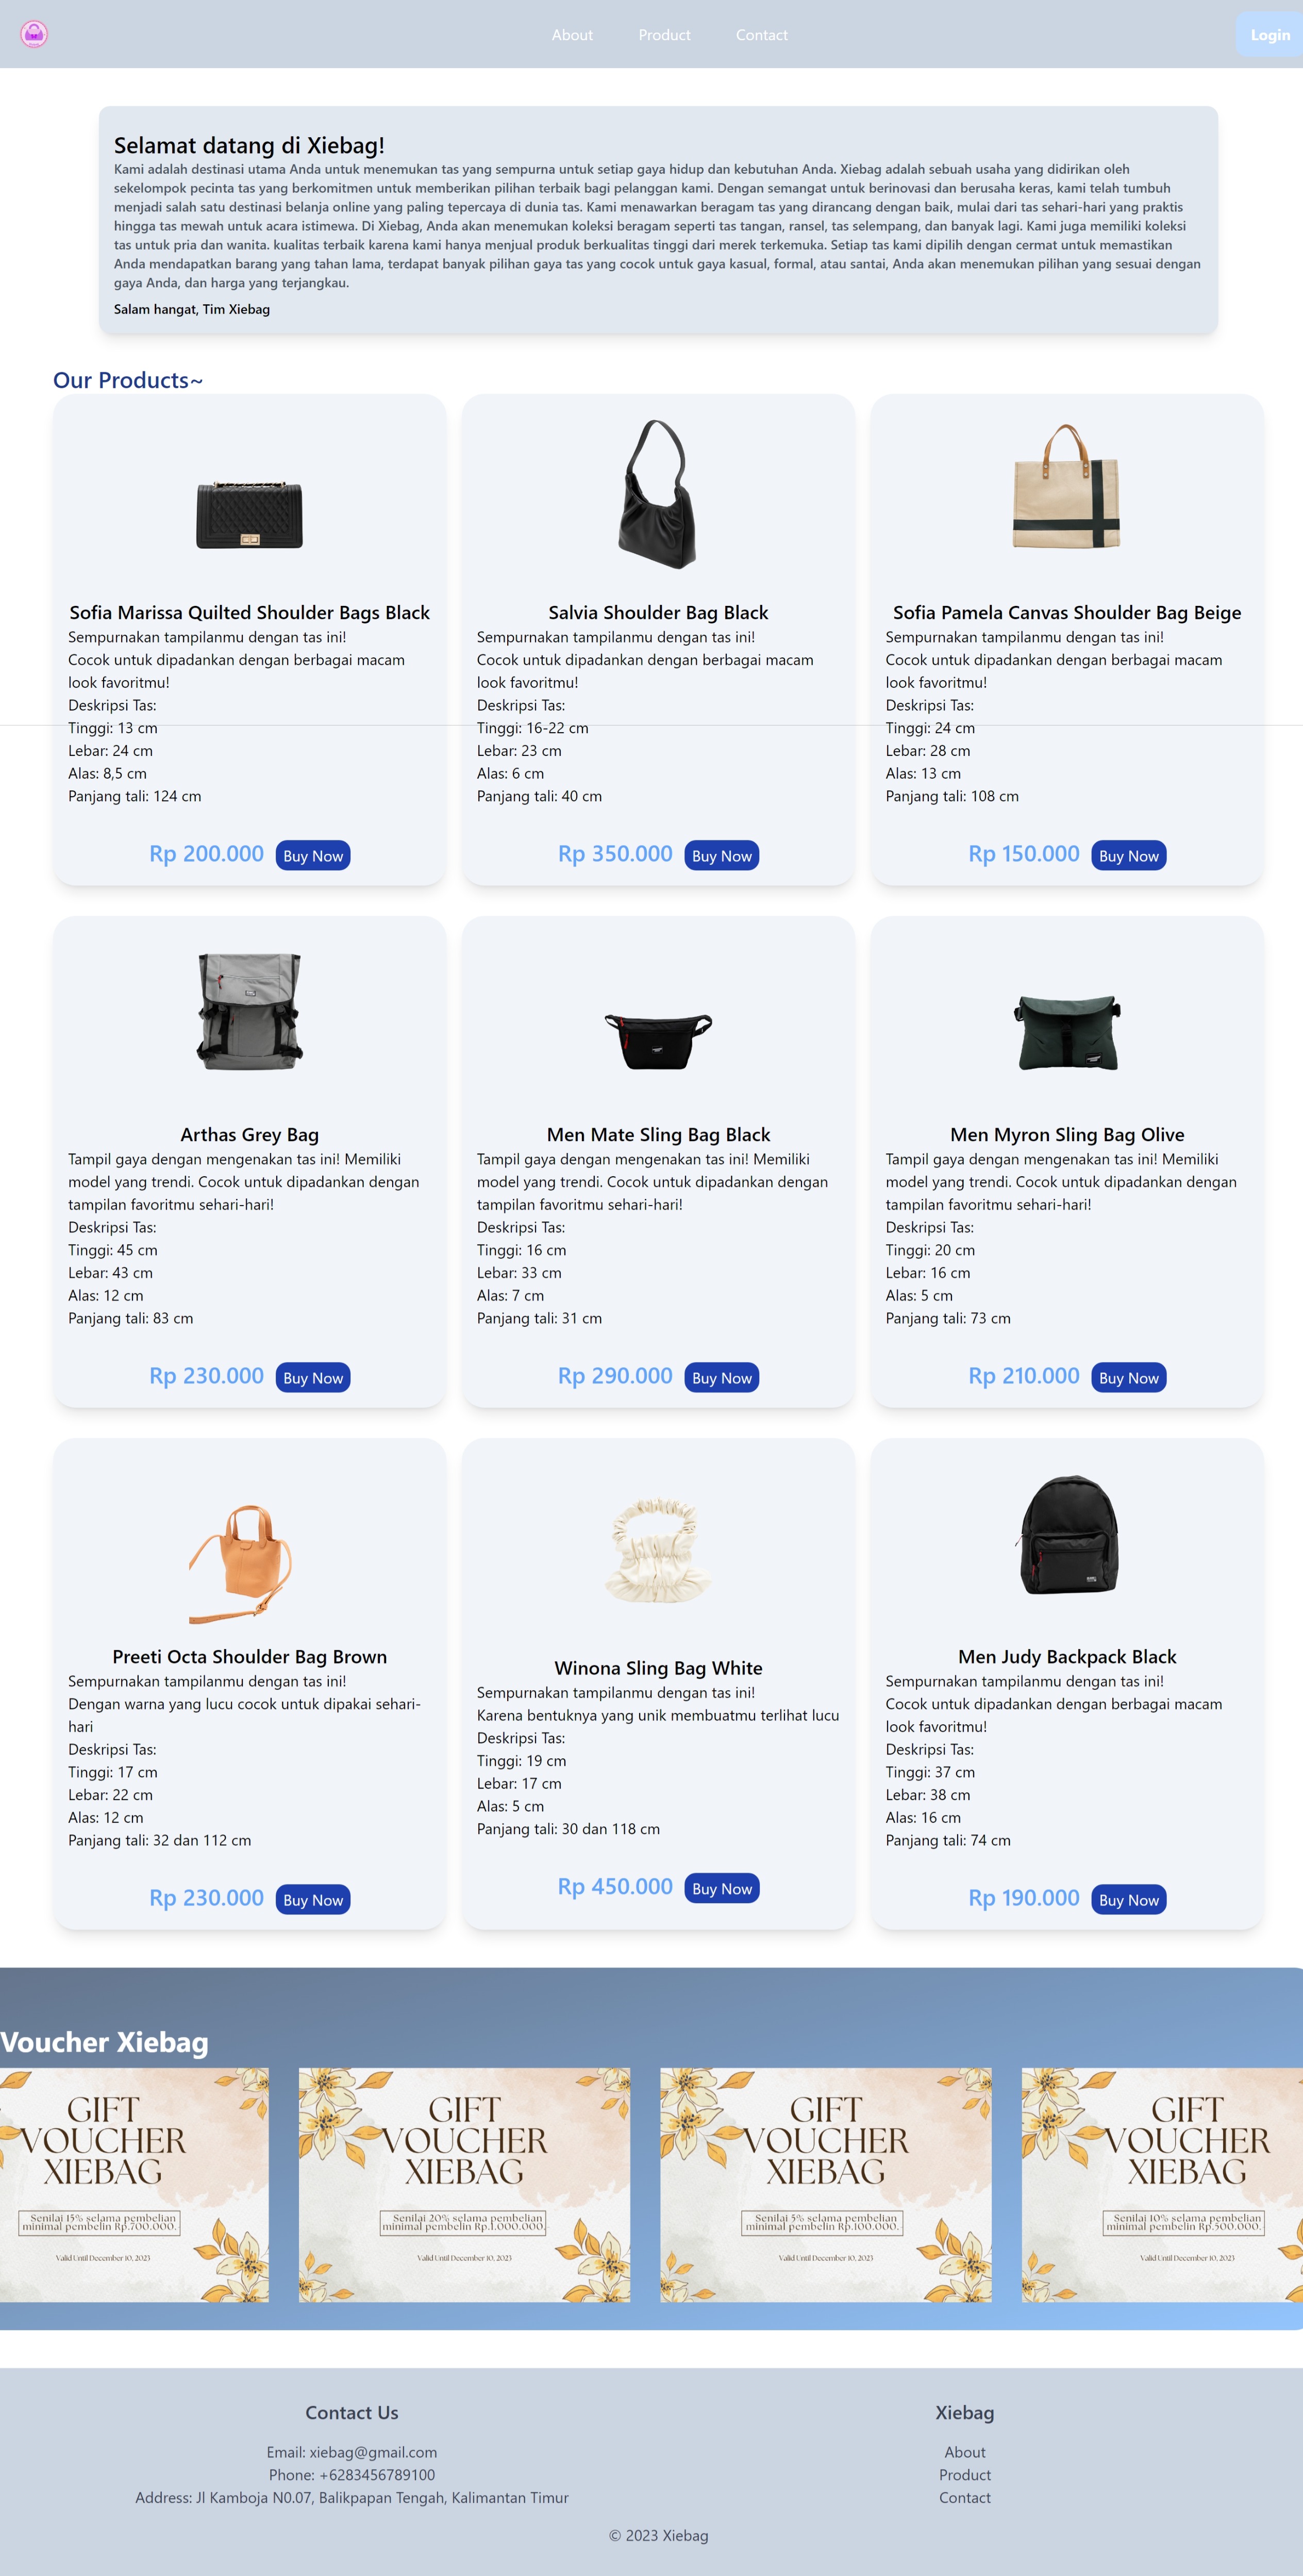 About Product Contact Login
Selamat datang di Xiebag!
Kami adalah destinasi utama Anda untuk menemukan tas yang sempurna untuk setiap gaya hidup dan kebutuhan Anda. Xiebag adalah sebuah usaha yang didirikan oleh
sekelompok pecinta tas yang berkomitmen untuk memberikan pilihan terbaik bagi pelanggan kami. Dengan semangat untuk berinovasi dan berusaha keras, kami telah tumbuh
menjadi salah satu destinasi belanja online yang paling tepercaya di dunia tas. Kami menawarkan beragam tas yang dirancang dengan baik, mulai dari tas sehari-hari yang praktis
hingga tas mewah untuk acara istimewa. Di Xiebag, Anda akan menemukan koleksi beragam seperti tas tangan, ransel, tas selempang, dan banyak lagi. Kami juga memiliki koleksi
tas untuk pria dan wanita. kualitas terbaik karena kami hanya menjual produk berkualitas tinggi dari merek terkemuka. Setiap tas kami dipilih dengan cermat untuk memastikan
Anda mendapatkan barang yang tahan lama, terdapat banyak pilihan gaya tas yang cocok untuk gaya kasual, formal, atau santai, Anda akan menemukan pilihan yang sesuai dengan
gaya Anda, dan harga yang terjangkau.
Salam hangat, Tim Xiebag
Our Products~
Sofia Marissa Quilted Shoulder Bags Black
Sempurnakan tampilanmu dengan tas ini!
Cocok untuk dipadankan dengan berbagai macam
look favoritmu!
Deskripsi Tas:
Tinggi: 13 cm
Lebar: 24 cm
Alas: 8,5 cm
Panjang tali: 124 cm
Rp 200.000 Buy Now
Salvia Shoulder Bag Black
Sempurnakan tampilanmu dengan tas ini!
Cocok untuk dipadankan dengan berbagai macam
look favoritmu!
Deskripsi Tas:
Tinggi: 16-22 cm
Lebar: 23 cm
Alas: 6 cm
Panjang tali: 40 cm
Rp 350.000 Buy Now
Sofia Pamela Canvas Shoulder Bag Beige
Sempurnakan tampilanmu dengan tas ini!
Cocok untuk dipadankan dengan berbagai macam
look favoritmu!
Deskripsi Tas:
Tinggi: 24 cm
Lebar: 28 cm
Alas: 13 cm
Panjang tali: 108 cm
Rp 150.000 Buy Now
Arthas Grey Bag
Tampil gaya dengan mengenakan tas ini! Memiliki
model yang trendi. Cocok untuk dipadankan dengan
tampilan favoritmu sehari-hari!
Deskripsi Tas:
Tinggi: 45 cm
Lebar: 43 cm
Alas: 12 cm
Panjang tali: 83 cm
Rp 230.000 Buy Now
Men Mate Sling Bag Black
Tampil gaya dengan mengenakan tas ini! Memiliki
model yang trendi. Cocok untuk dipadankan dengan
tampilan favoritmu sehari-hari!
Deskripsi Tas:
Tinggi: 16 cm
Lebar: 33 cm
Alas: 7 cm
Panjang tali: 31 cm
Rp 290.000 Buy Now
Men Myron Sling Bag Olive
Tampil gaya dengan mengenakan tas ini! Memiliki
model yang trendi. Cocok untuk dipadankan dengan
tampilan favoritmu sehari-hari!
Deskripsi Tas:
Tinggi: 20 cm
Lebar: 16 cm
Alas: 5 cm
Panjang tali: 73 cm
Rp 210.000 Buy Now
Preeti Octa Shoulder Bag Brown
Sempurnakan tampilanmu dengan tas ini!
Dengan warna yang lucu cocok untuk dipakai sehari-
hari
Deskripsi Tas:
Tinggi: 17 cm
Lebar: 22 cm
Alas: 12 cm
Panjang tali: 32 dan 112 cm
Rp 230.000 Buy Now
Winona Sling Bag White
Sempurnakan tampilanmu dengan tas ini!
Karena bentuknya yang unik membuatmu terlihat lucu
Deskripsi Tas:
Tinggi: 19 cm
Lebar: 17 cm
Alas: 5 cm
Panjang tali: 30 dan 118 cm
Rp 450.000 Buy Now
Men Judy Backpack Black
Sempurnakan tampilanmu dengan tas ini!
Cocok untuk dipadankan dengan berbagai macam
look favoritmu!
Deskripsi Tas:
Tinggi: 37 cm
Lebar: 38 cm
Alas: 16 cm
Panjang tali: 74 cm
Rp 190.000 Buy Now
Voucher Xiebag
GIFT
VOUCHER
XIEBAG
Senilai 15% selama pembelian
minimal pembelin Rp.700.000.
Valid Until December 10, 2023
GIFT
VOUCHER
XIEBAG
Senilai 20% selama pembelian
minimal pembelin Rp.1.000.000.
Valid Until December 10, 2023
GIFT
VOUCHER
XIEBAG
Senilai 5% selama pembelian
minimal pembelin Rp.100.000.
Valid Until December 10, 2023
GIFT
VOUCHER
XIEBAG
Senilai 10% selama pembelian
minimal pembelin Rp.500.000.
Valid Until December 10, 2023
Contact Us
Email: xiebag@gmail.com
Phone: +6283456789100
Address: Jl Kamboja N0.07, Balikpapan Tengah, Kalimantan Timur
Xiebag
About
Product
Contact
© 2023 Xiebag